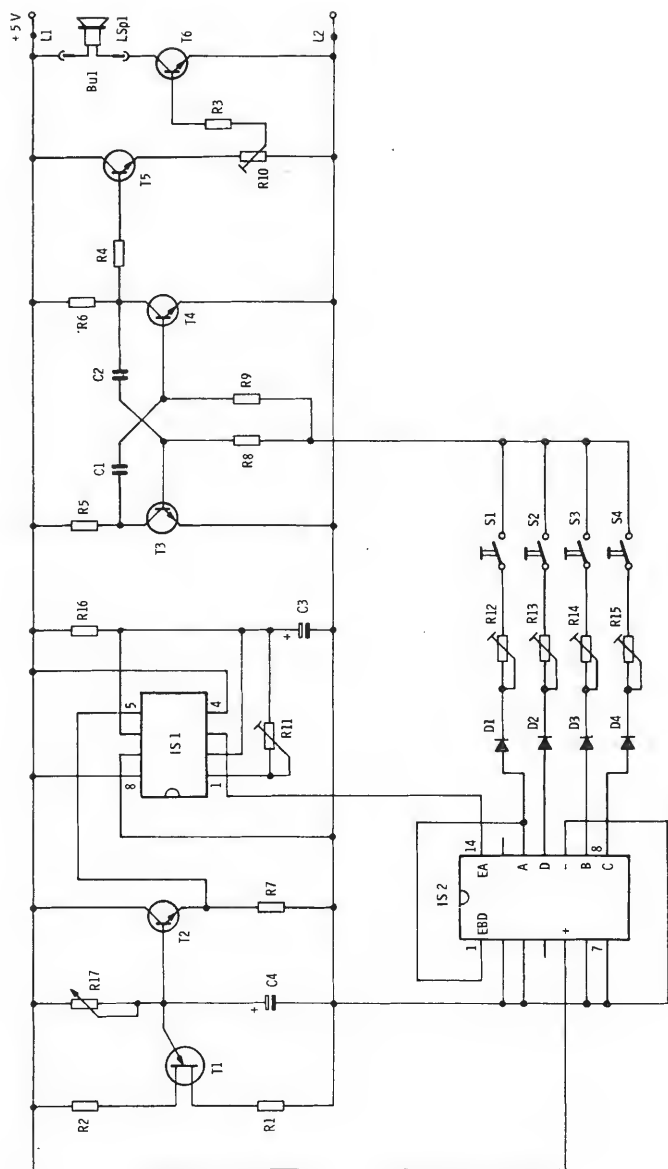 + 5 V
L1
Bu1
LSp1
T6
L2
R3
T5
R10
R4
R6
T4
C2
R9
C1
R8
R5
T3
S1
S2
S3
S4
R16
C3
+
R12
R13
R14
R15
5
4
IS 1
8
1
R11
D1
D2
D3
D4
14
8
EA
A
D
-
B
C
IS 2
EBD
+
1
7
T2
R7
R17
C4
+
T1
R2
R1